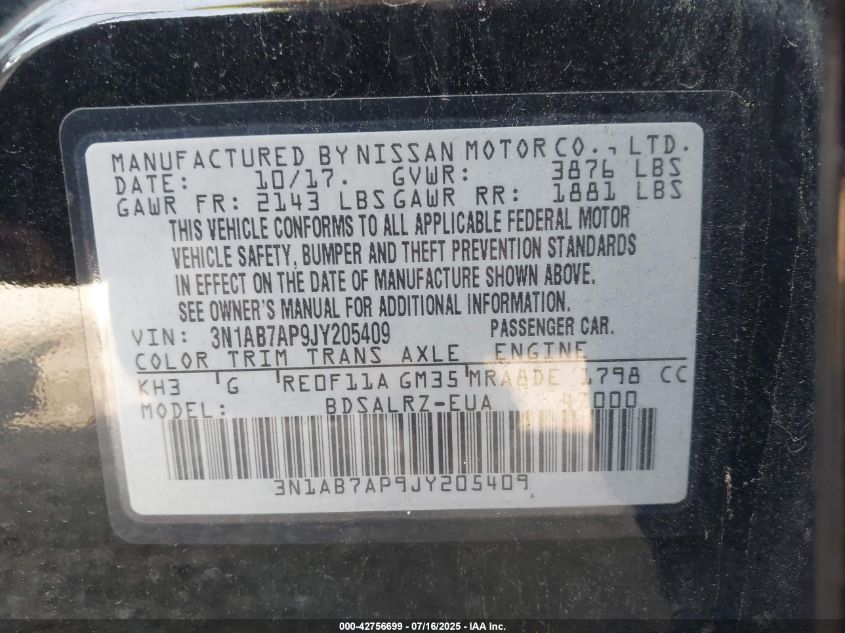 MANUFACTURED BY NISSAN MOTOR CO., LTD.
DATE: 10/17. GVWR: 3876 LBS
GAWR FR: 2143 LBS GAWR RR: 1881 LBS
THIS VEHICLE CONFORMS TO ALL APPLICABLE FEDERAL MOTOR
VEHICLE SAFETY, BUMPER AND THEFT PREVENTION STANDARDS
IN EFFECT ON THE DATE OF MANUFACTURE SHOWN ABOVE.
SEE OWNER'S MANUAL FOR ADDITIONAL INFORMATION.
VIN: 3N1AB7AP9JY205409 PASSENGER CAR.
COLOR TRIM TRANS AXLE ENGINE
KH3 G RE0F11A GM35 MRA8DE 1798 CC
MODEL: BDSALRZ-EUA 47000
3N1AB7AP9JY205409
000-42756699 - 07/16/2025 - IAA Inc.